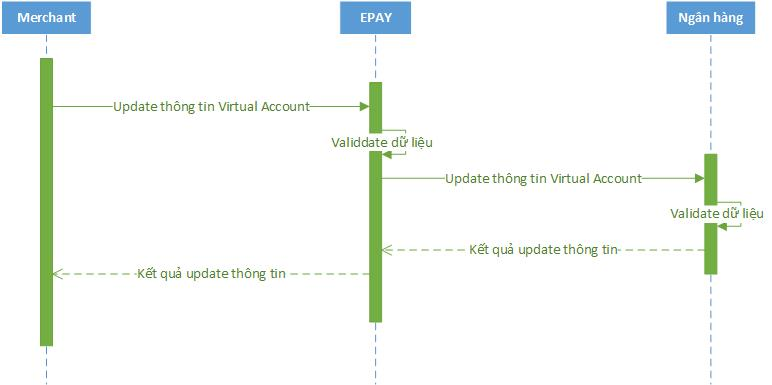 Merchant
EPAY
Ngân hàng
Update thông tin Virtual Account
Validdate dữ liệu
Update thông tin Virtual Account
Validate dữ liệu
Kết quả update thông tin
Kết quả update thông tin